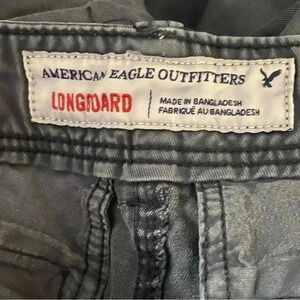 AMERICAN EAGLE OUTFITTERS
LONGBOARD
MADE IN BANGLADESH
FABRIQUÉ AU BANGLADESH